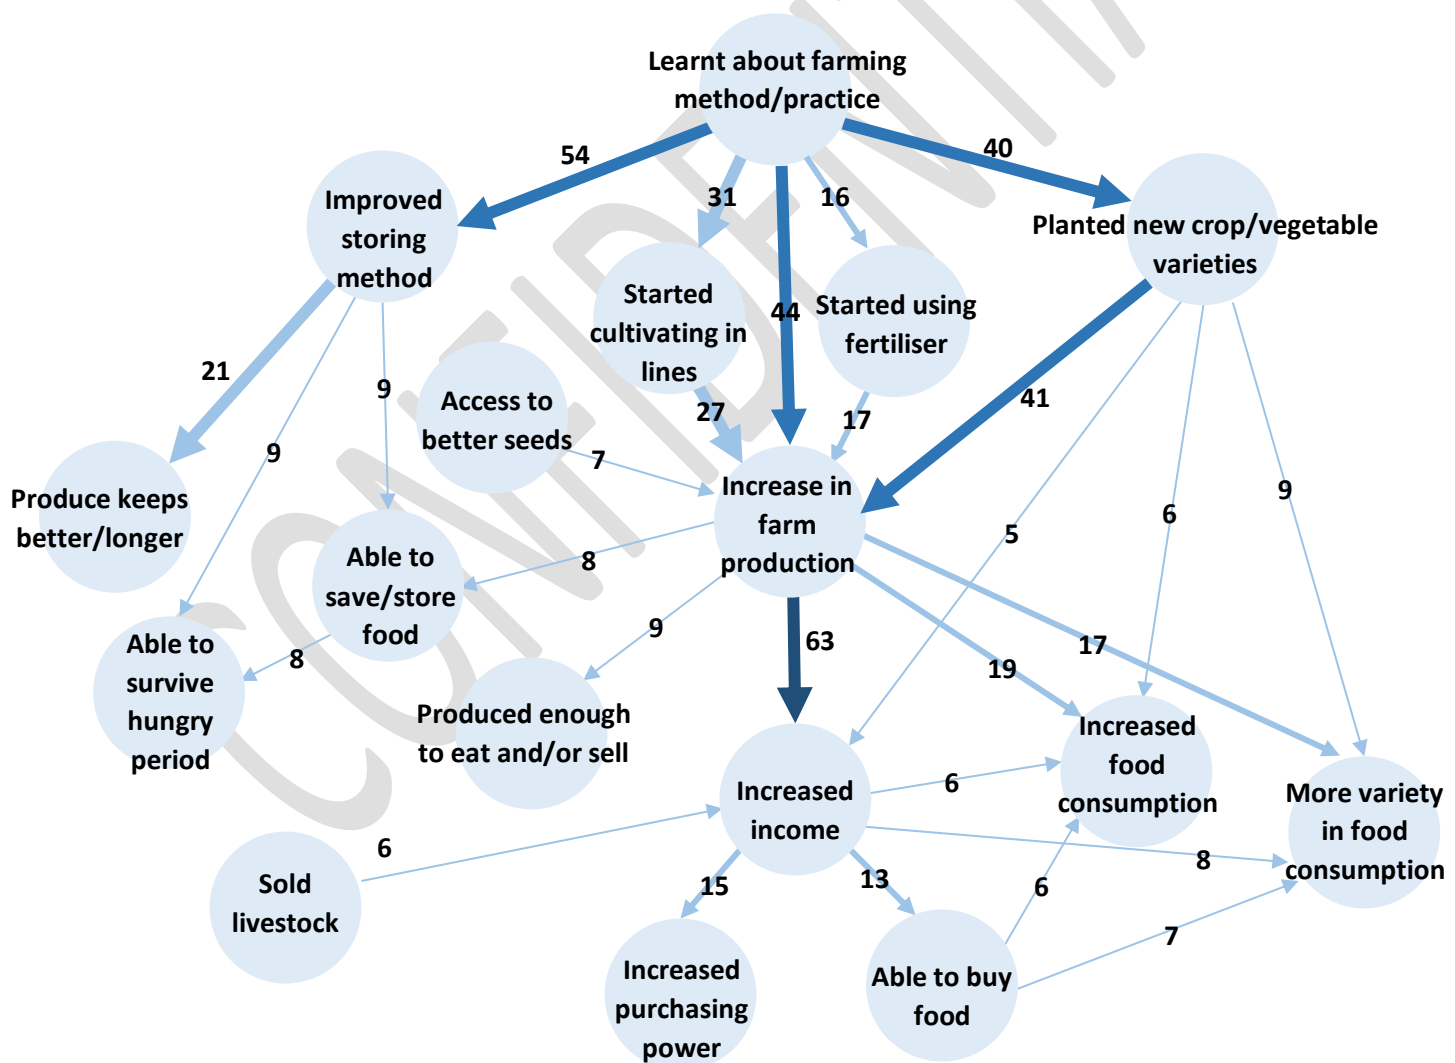 Learnt about farming
method/practice
54
40
31
16
Improved
storing
method
Planted new crop/vegetable
varieties
Started
cultivating in
lines
44
Started using
fertiliser
21
9
Access to
better seeds
27
17
41
9
7
Produce keeps
better/longer
Increase in
farm
production
9
5
6
Able to
save/store
food
8
Able to
survive
hungry
period
8
9
63
17
19
Produced enough
to eat and/or sell
Increased
food
consumption
Increased
income
6
More variety
in food
consumption
6
8
Sold
livestock
15
13
6
7
Increased
purchasing
power
Able to buy
food